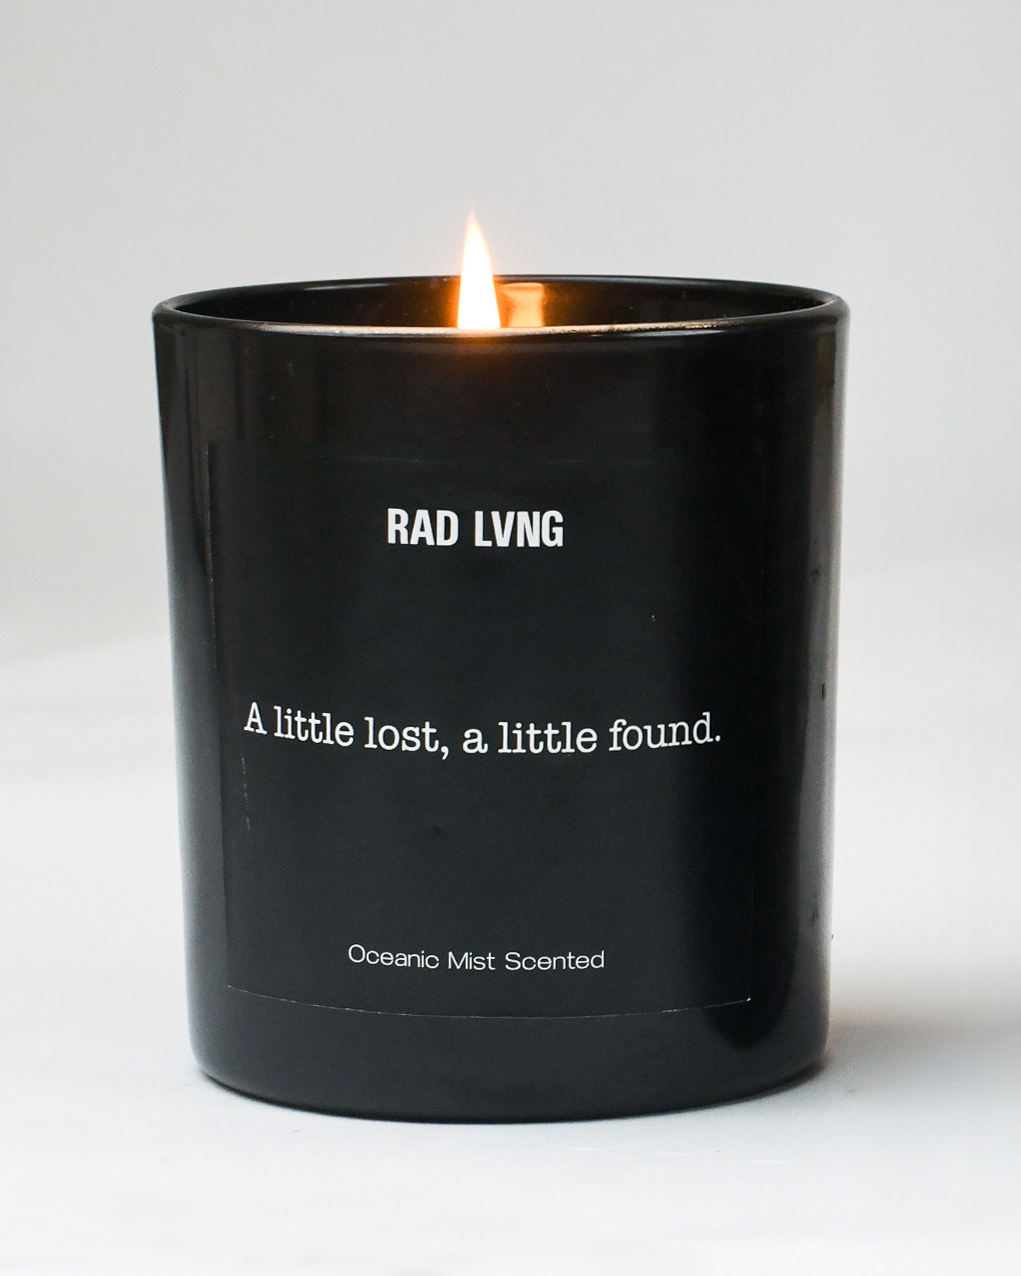 RAD LVNG
A little lost, a little found.
Oceanic Mist Scented